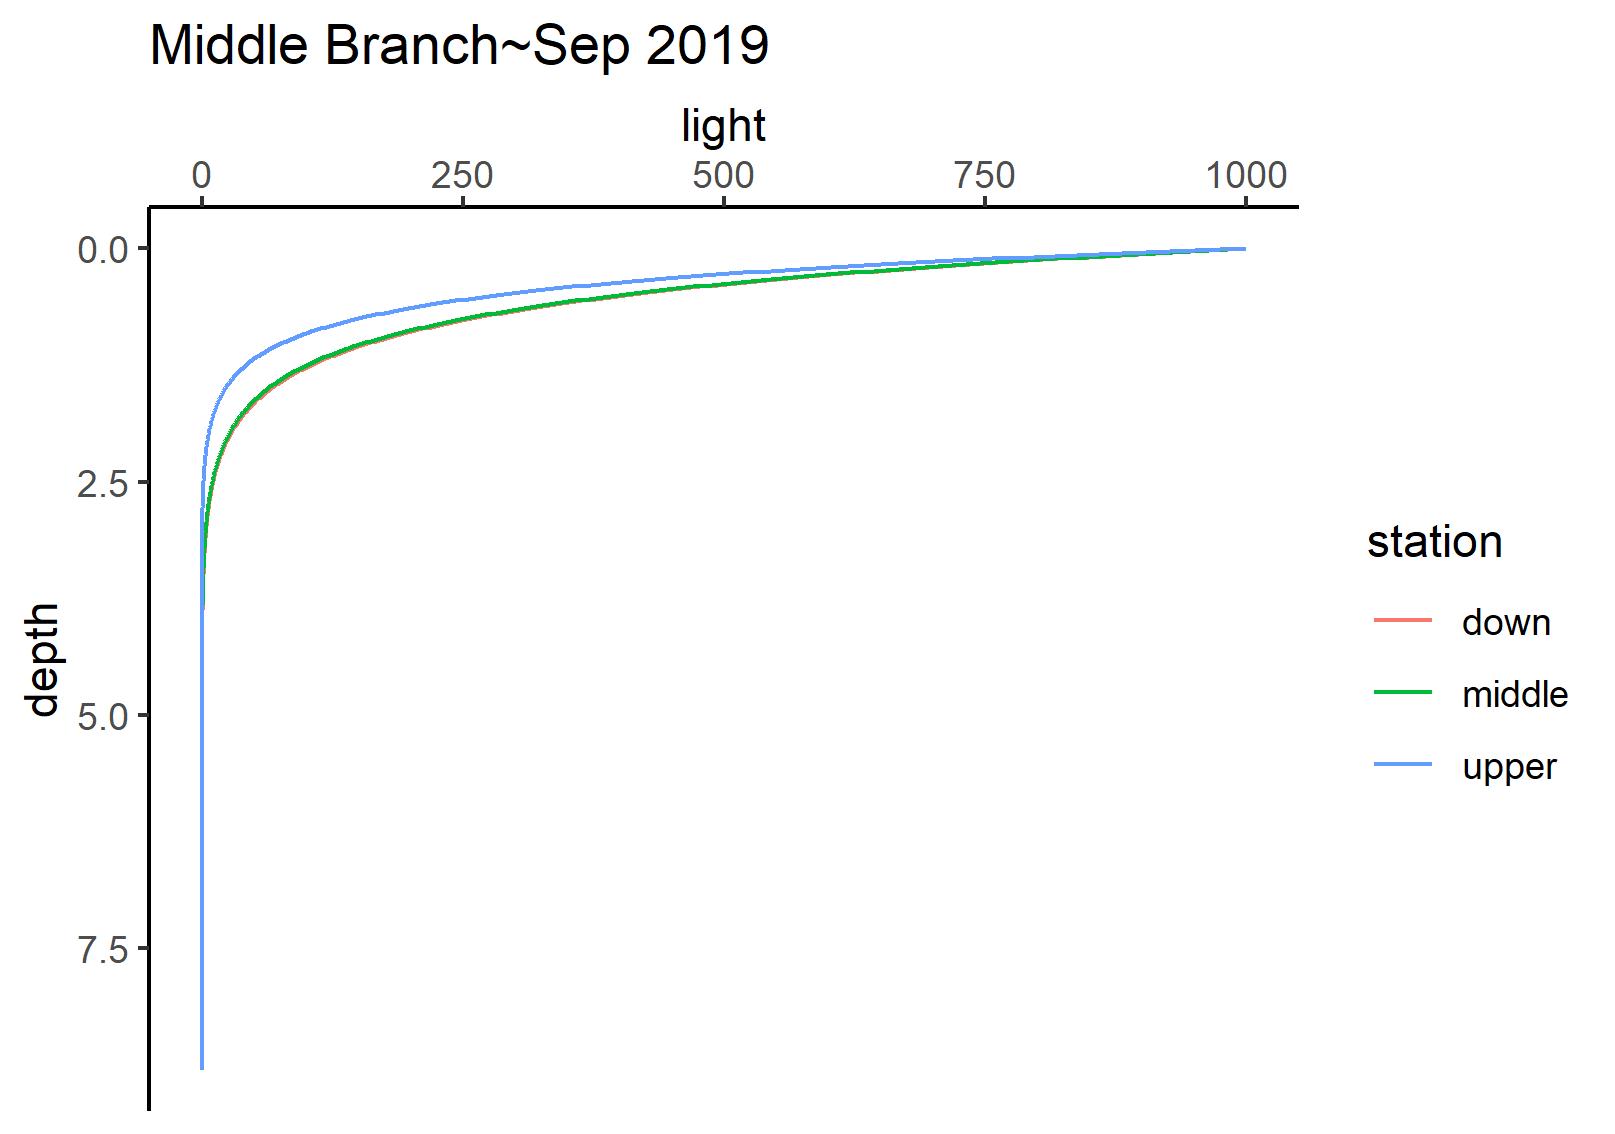 Middle Branch~Sep 2019
light
0 250 500 750 1000
0.0
2.5
5.0
7.5
depth
station
down
middle
upper